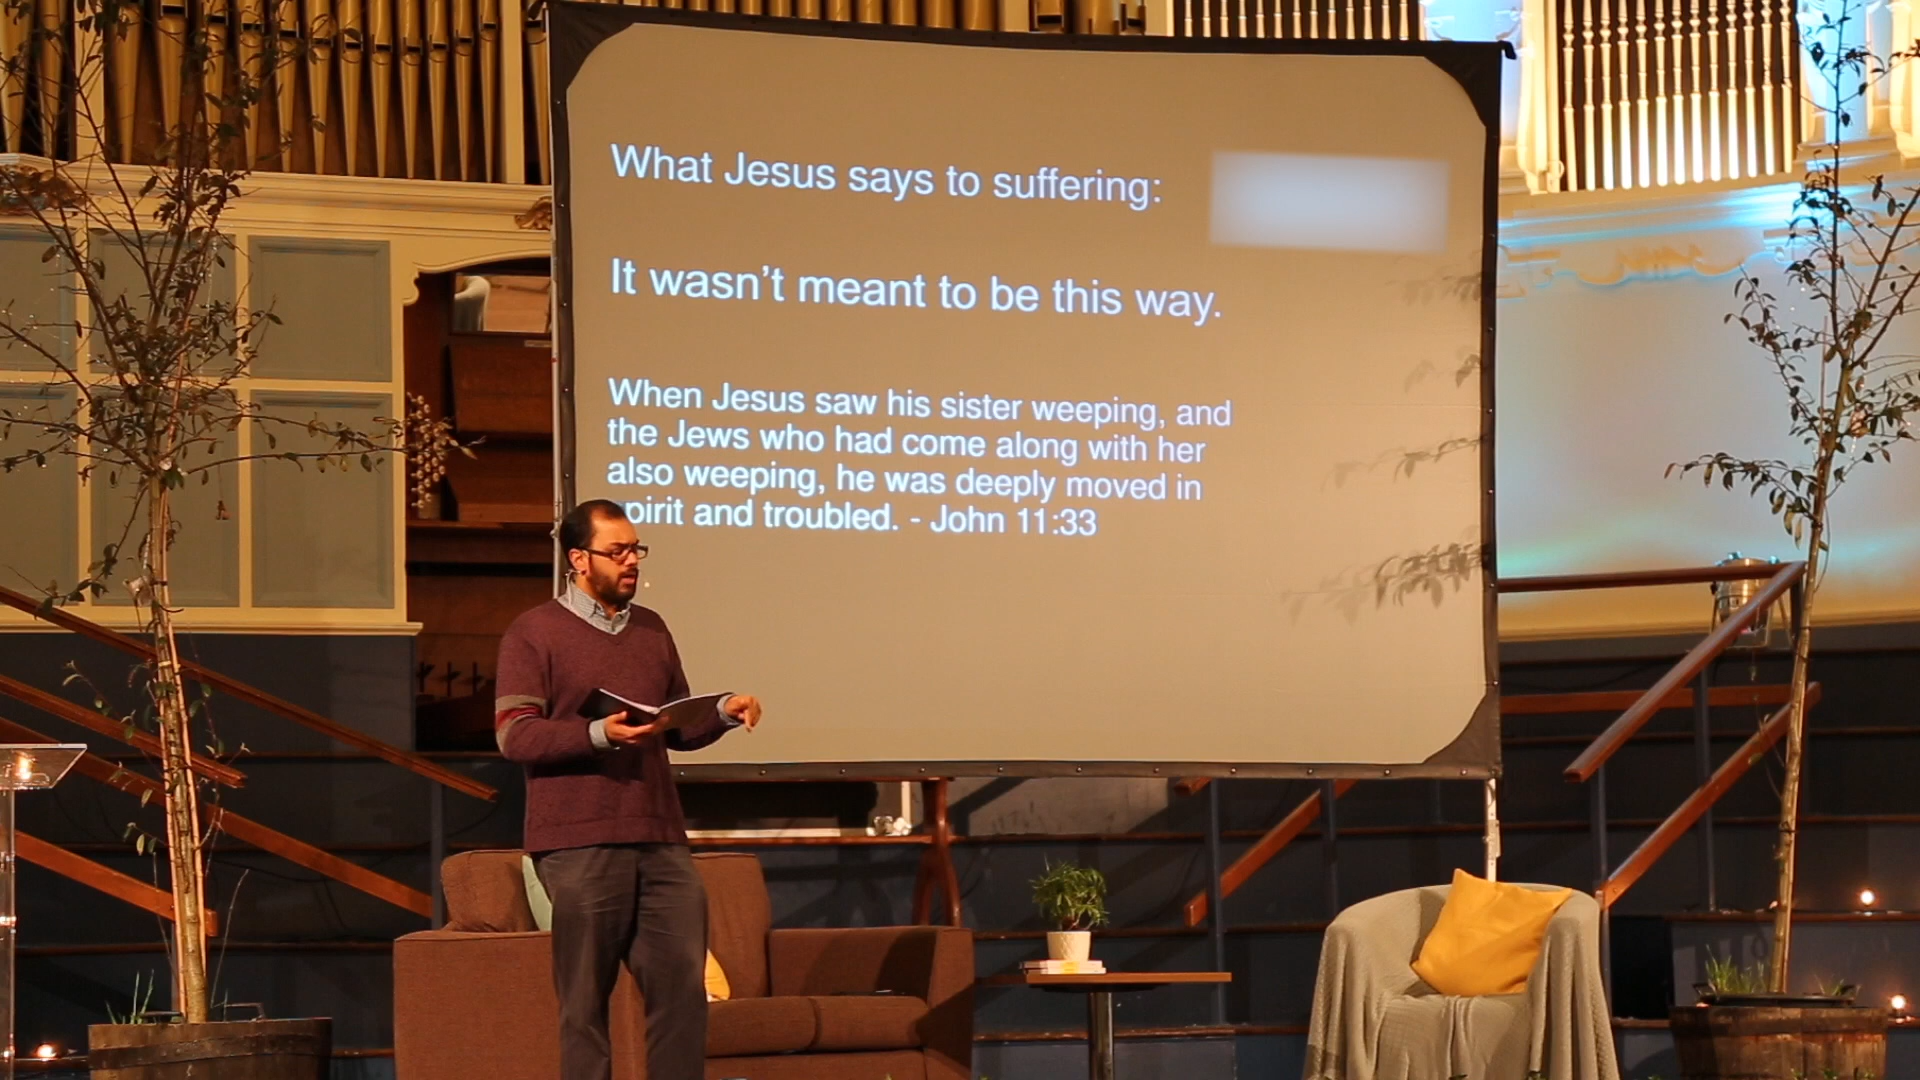 What Jesus says to suffering:
It wasn't meant to be this way.
When Jesus saw his sister weeping, and
the Jews who had come along with her
also weeping, he was deeply moved in
spirit and troubled. - John 11:33